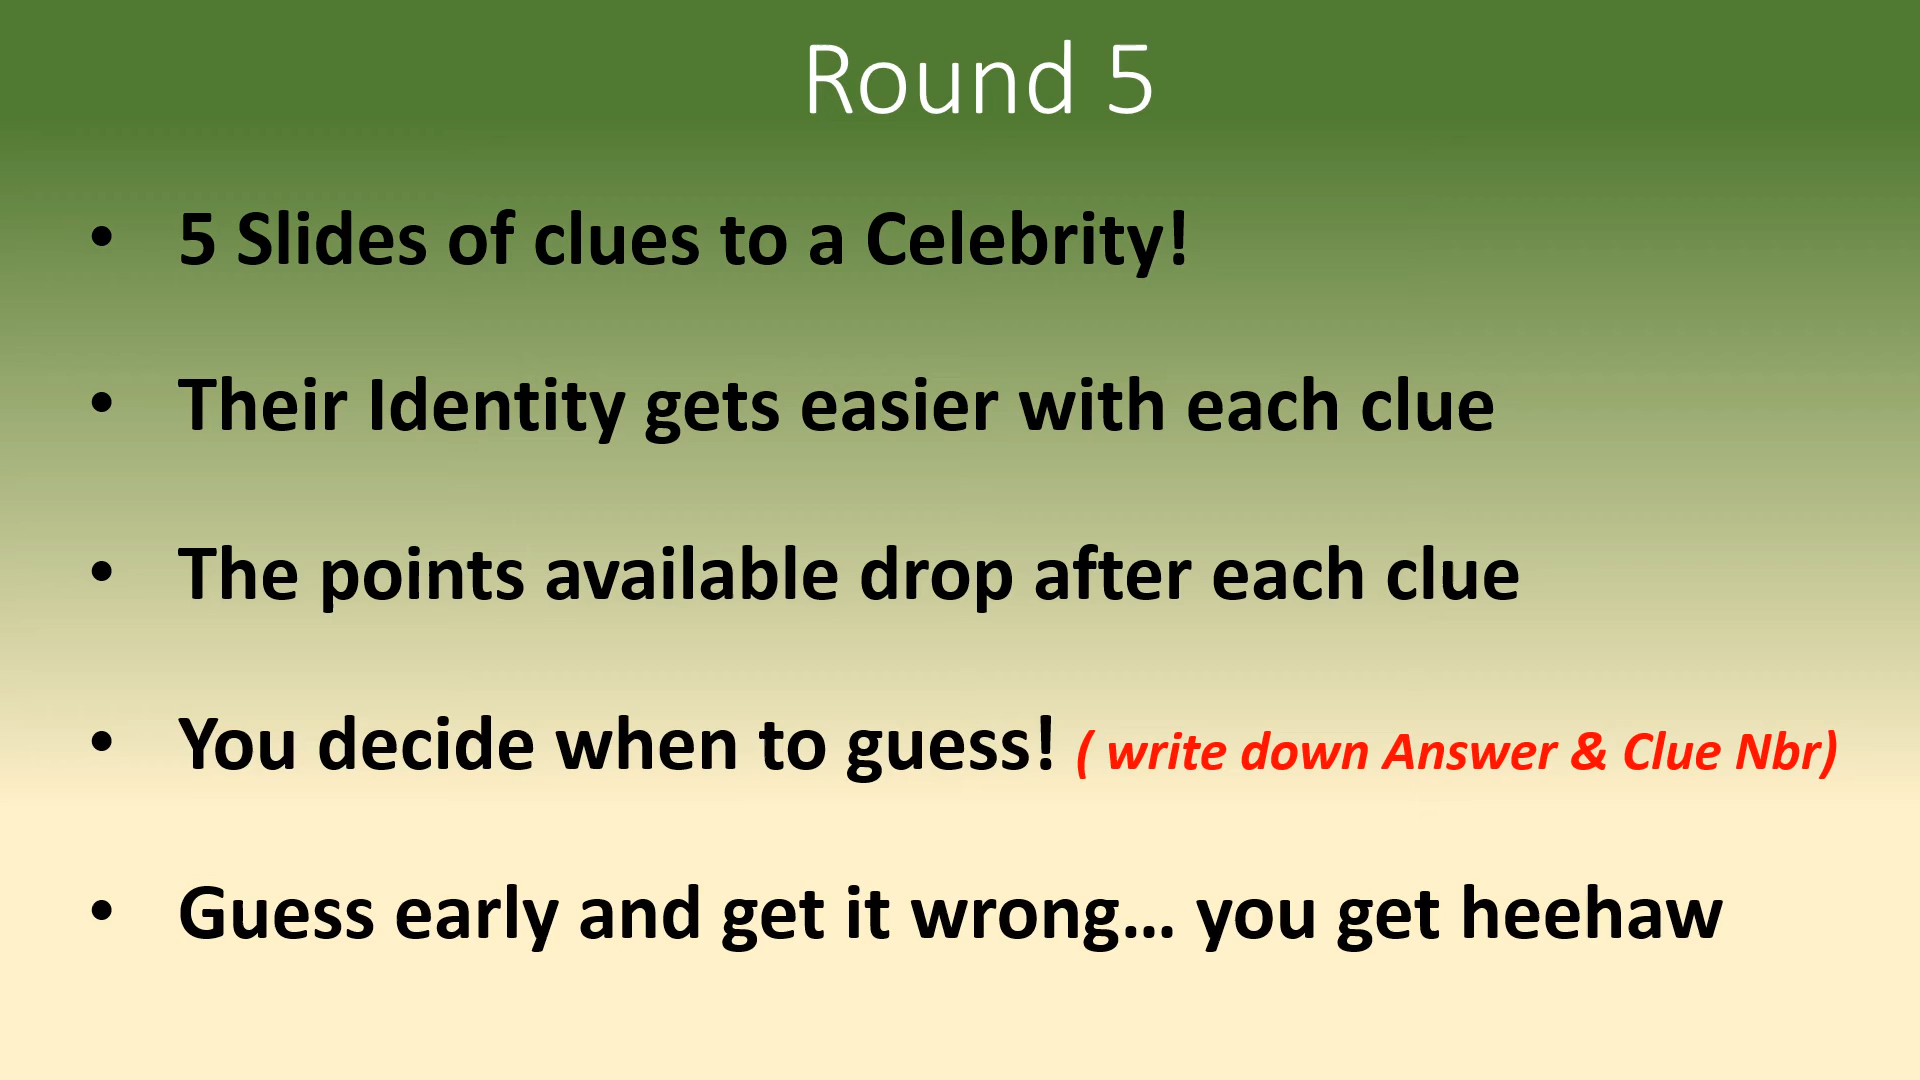 Round 5
• 5 Slides of clues to a Celebrity!
• Their Identity gets easier with each clue
• The points available drop after each clue
• You decide when to guess! ( write down Answer & Clue Nbr)
• Guess early and get it wrong… you get heehaw